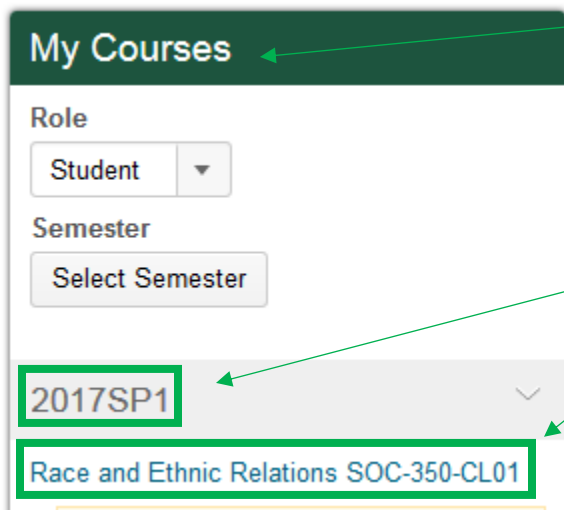 My Courses
Role
Student
Semester
Select Semester
2017SP1
Race and Ethnic Relations SOC-350-CL01